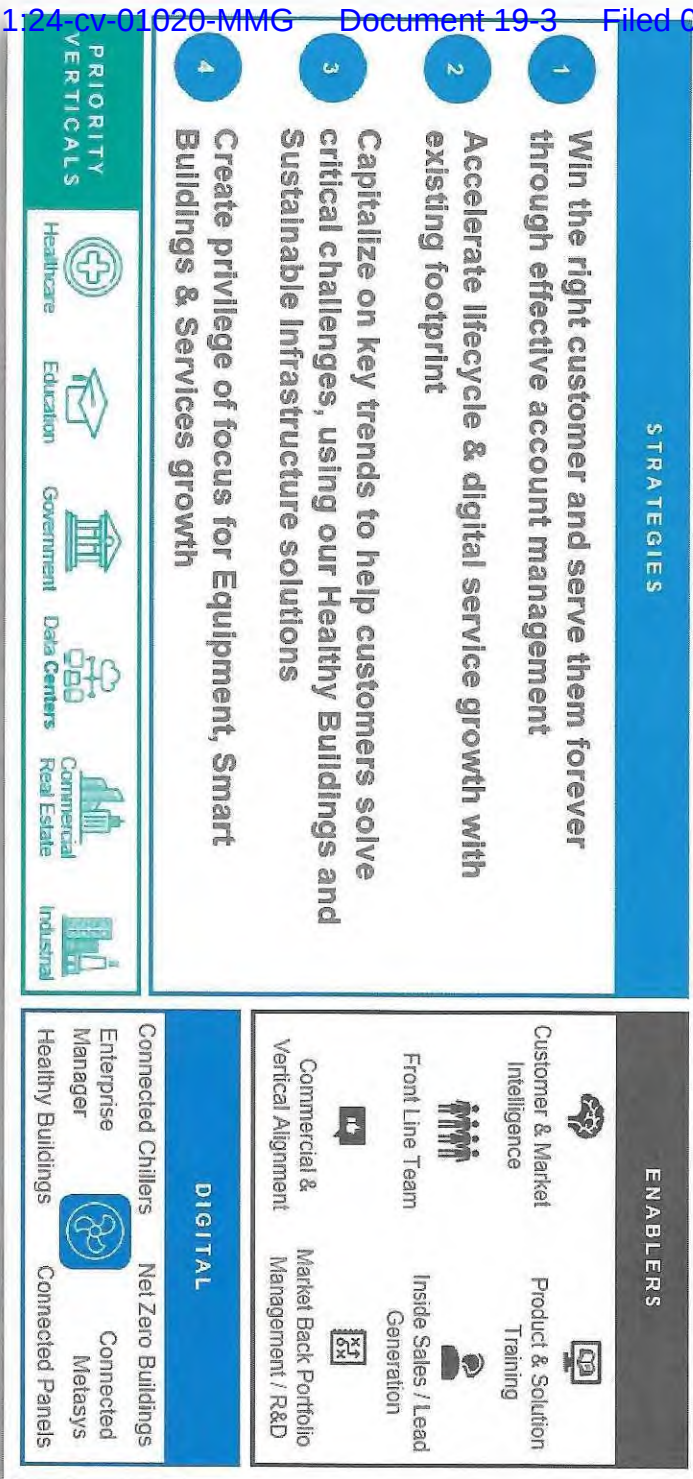 1:24-cv-01020-MMG Document 19-3 Filed 0
STRATEGIES
1
Win the right customer and serve them forever
through effective account management
2
Accelerate lifecycle & digital service growth with
existing footprint
3
Capitalize on key trends to help customers solve
critical challenges, using our Healthy Buildings and
Sustainable Infrastructure solutions
4
Create privilege of focus for Equipment, Smart
Buildings & Services growth
PRIORITY
VERTICALS
Healthcare
Education
Government
Data Centers
Commercial
Real Estate
Industrial
ENABLERS
Customer & Market
Intelligence
Product & Solution
Training
Front Line Team
Inside Sales / Lead
Generation
Commercial &
Vertical Alignment
Market Back Portfolio
Management / R&D
DIGITAL
Connected Chillers
Net Zero Buildings
Enterprise
Manager
Connected
Metasys
Healthy Buildings
Connected Panels